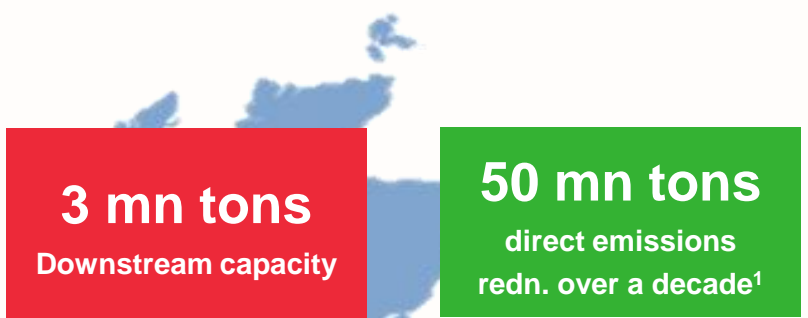 3 mn tons
Downstream capacity
50 mn tons
direct emissions
redn. over a decade¹